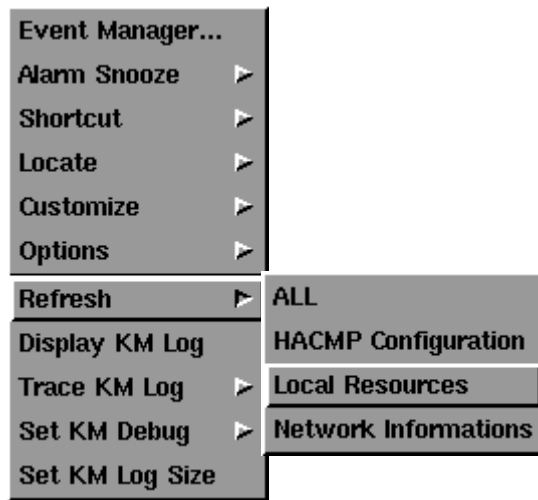 Event Manager...
Alarm Snooze
Shortcut
Locate
Customize
Options
Refresh
Display KM Log
Trace KM Log
Set KM Debug
Set KM Log Size
ALL
HACMP Configuration
Local Resources
Network Informations